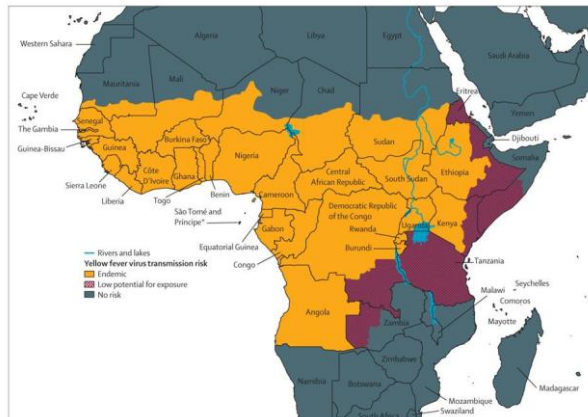 Western Sahara
Algeria
Libya
Egypt
Saudi Arabia
Cape Verde
Mauritania
Mali
Niger
Chad
Eritrea
Yemen
Senegal
The Gambia
Guinea-Bissau
Guinea
Burkina Faso
Nigeria
Sudan
Djibouti
Somalia
Sierra Leone
Côte
D'Ivoire
Ghana
Liberia
Togo
Benin
Cameroon
Central
African Republic
South Sudan
Ethiopia
São Tomé and
Príncipe*
Equatorial Guinea
Gabon
Congo
Democratic Republic
of the Congo
Uganda
Kenya
Rwanda
Burundi
Tanzania
Rivers and lakes
Yellow fever virus transmission risk
Endemic
Low potential for exposure
No risk
Angola
Zambia
Malawi
Seychelles
Comoros
Mayotte
Zimbabwe
Namibia
Botswana
Mozambique
Madagascar
South Africa
Swaziland